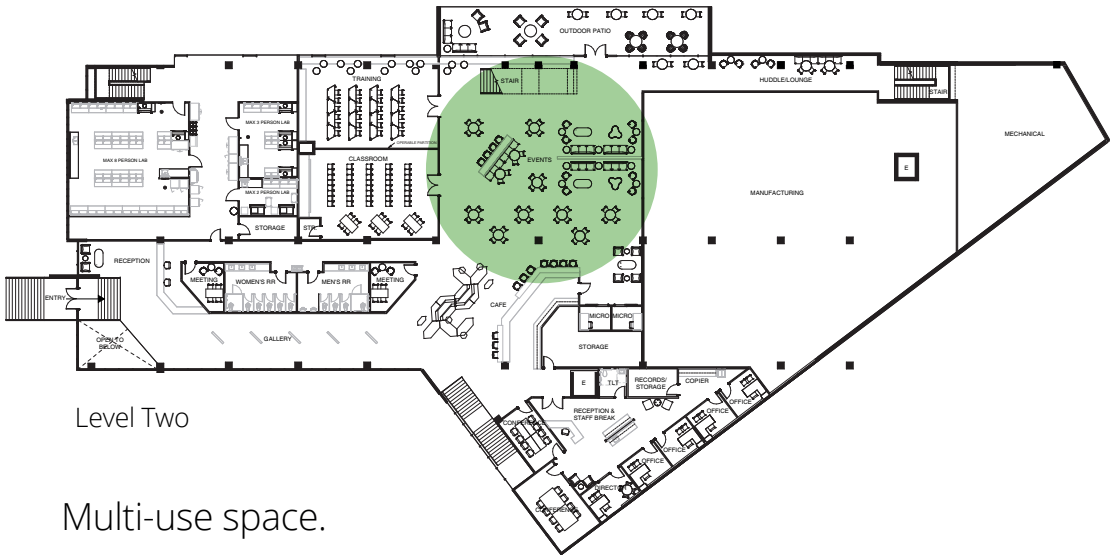 OUTDOOR PATIO
HUDDLE/LOUNGE
STAIR
STAIR
TRAINING
OPERABLE PARTITION
MECHANICAL
MAX 3 PERSON LAB
MAX 8 PERSON LAB
CLASSROOM
EVENTS
E
MANUFACTURING
MAX 2 PERSON LAB
STORAGE
STR.
RECEPTION
MEETING
WOMEN'S RR
MEN'S RR
MEETING
ENTRY
CAFE
MICRO
MICRO
OPEN TO
BELOW
GALLERY
STORAGE
E
TLT
RECORDS/
STORAGE
COPIER
OFFICE
OFFICE
OFFICE
OFFICE
RECEPTION &
STAFF BREAK
CONFERENCE
DIRECTOR
CONFERENCE
Level Two
Multi-use space.